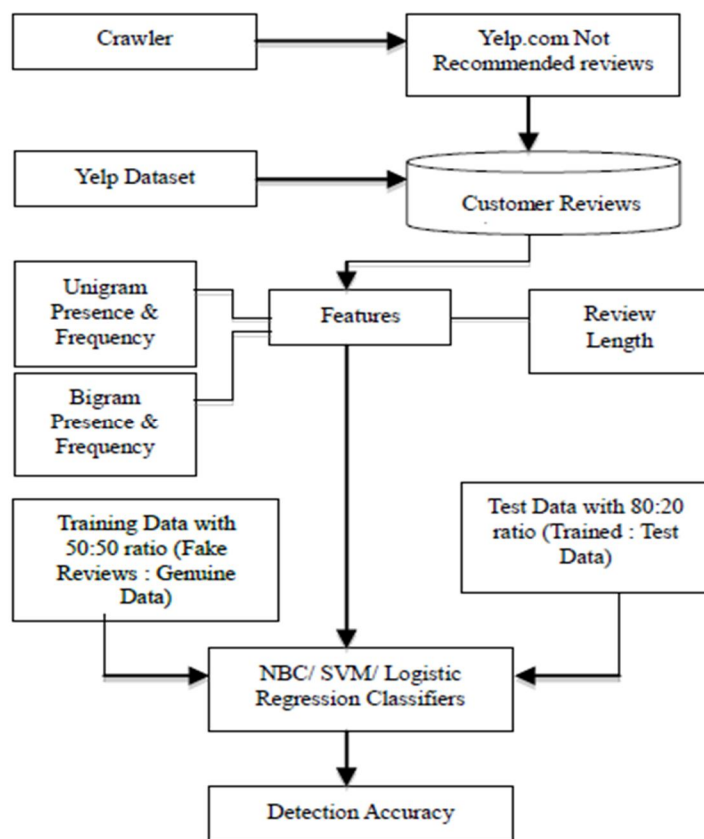 Crawler
Yelp.com Not
Recommended reviews
Yelp Dataset
Customer Reviews
Unigram
Presence &
Frequency
Features
Review
Length
Bigram
Presence &
Frequency
Training Data with
50:50 ratio (Fake
Reviews : Genuine
Data)
Test Data with 80:20
ratio (Trained : Test
Data)
NBC/ SVM/ Logistic
Regression Classifiers
Detection Accuracy